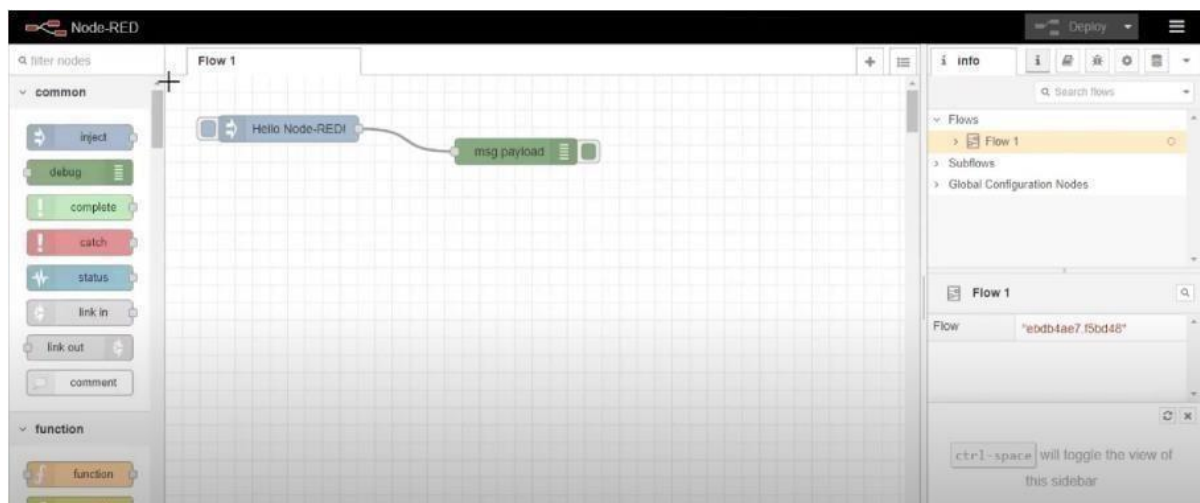 Node-RED
Deploy
filter nodes
Flow 1
i info
i
Search flows
common
Flows
inject
Hello Node-RED!
Flow 1
debug
msg payload
Subflows
complete
Global Configuration Nodes
catch
status
link in
Flow 1
link out
Flow
"ebdb4ae7.f5bd48"
comment
function
ctrl-space will toggle the view of
this sidebar
function